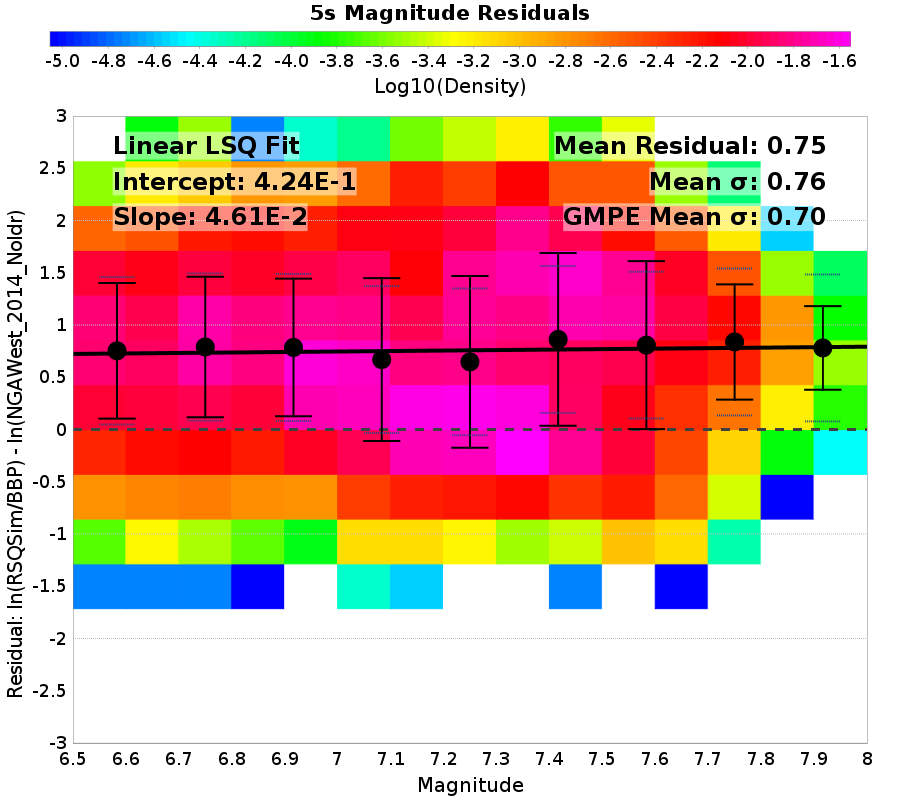 5s Magnitude Residuals
-5.0 -4.8 -4.6 -4.4 -4.2 -4.0 -3.8 -3.6 -3.4 -3.2 -3.0 -2.8 -2.6 -2.4 -2.2 -2.0 -1.8 -1.6
Log10(Density)
Linear LSQ Fit
Intercept: 4.24E-1
Slope: 4.61E-2
Mean Residual: 0.75
Mean σ: 0.76
GMPE Mean σ: 0.70
Residual: ln(RSQSim/BBP) - ln(NGAWest_2014_NoIdr)
3
2.5
2
1.5
1
0.5
0
-0.5
-1
-1.5
-2
-2.5
-3
6.5 6.6 6.7 6.8 6.9 7 7.1 7.2 7.3 7.4 7.5 7.6 7.7 7.8 7.9 8
Magnitude